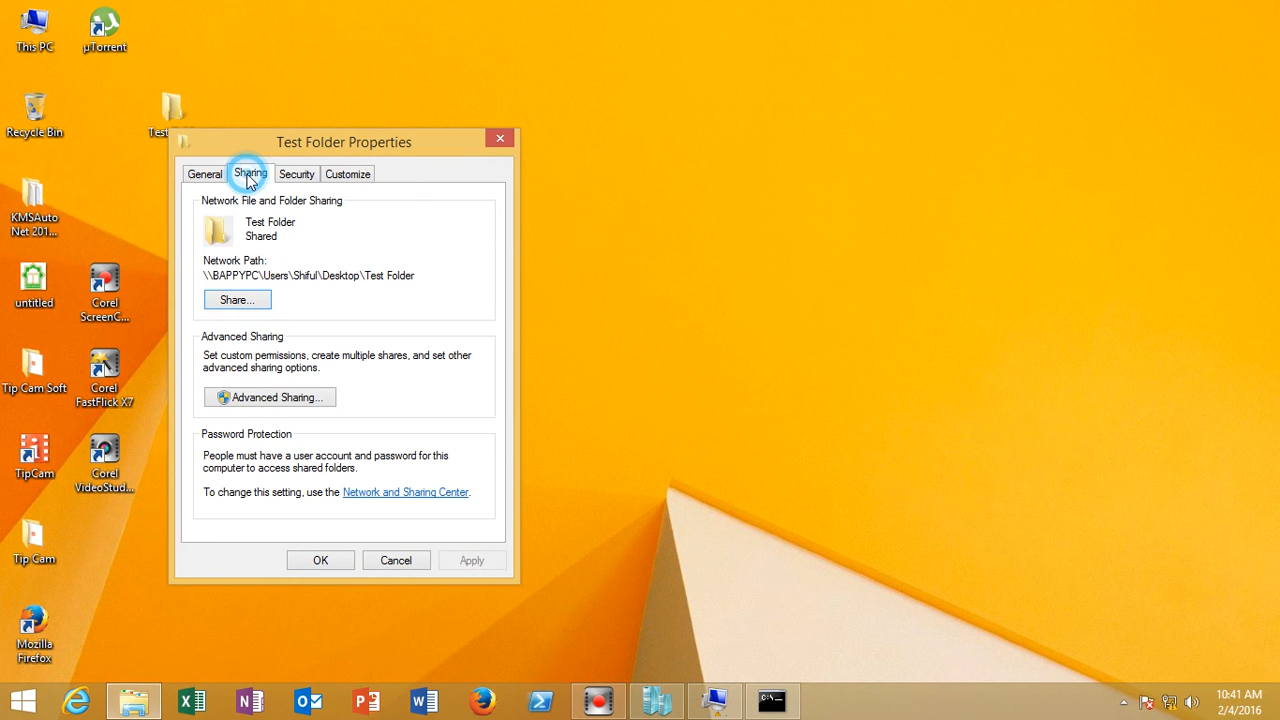 This PC
µTorrent
Recycle Bin
Test
KMSAuto
Net 201...
untitled
Corel
ScreenC...
Tip Cam Soft
Corel
FastFlick X7
TipCam
Corel
VideoStud...
Tip Cam
Mozilla
Firefox
Test Folder Properties
General
Sharing
Security
Customize
Network File and Folder Sharing
Test Folder
Shared
Network Path:
\\BAPPYPC\Users\Shiful\Desktop\Test Folder
Share...
Advanced Sharing
Set custom permissions, create multiple shares, and set other
advanced sharing options.
Advanced Sharing...
Password Protection
People must have a user account and password for this
computer to access shared folders.
To change this setting, use the Network and Sharing Center.
OK
Cancel
Apply
10:41 AM
2/4/2016